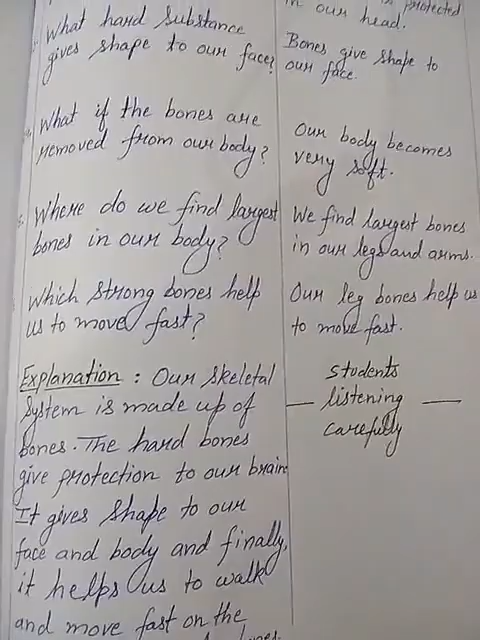 protected
in our head.
What hard substance
gives shape to our face?
Bones give shape to
our face.
What if the bones are
removed from our body?
Our body becomes
very soft.
Where do we find largest
bones in our body?
We find largest bones
in our legs and arms.
Which strong bones help
us to move fast?
Our leg bones help us
to move fast.
Explanation : Our skeletal
system is made up of
bones. The hard bones
give protection to our brain
It gives shape to our
face and body and finally,
it helps us to walk
and move fast on the
students
— listening —
carefully